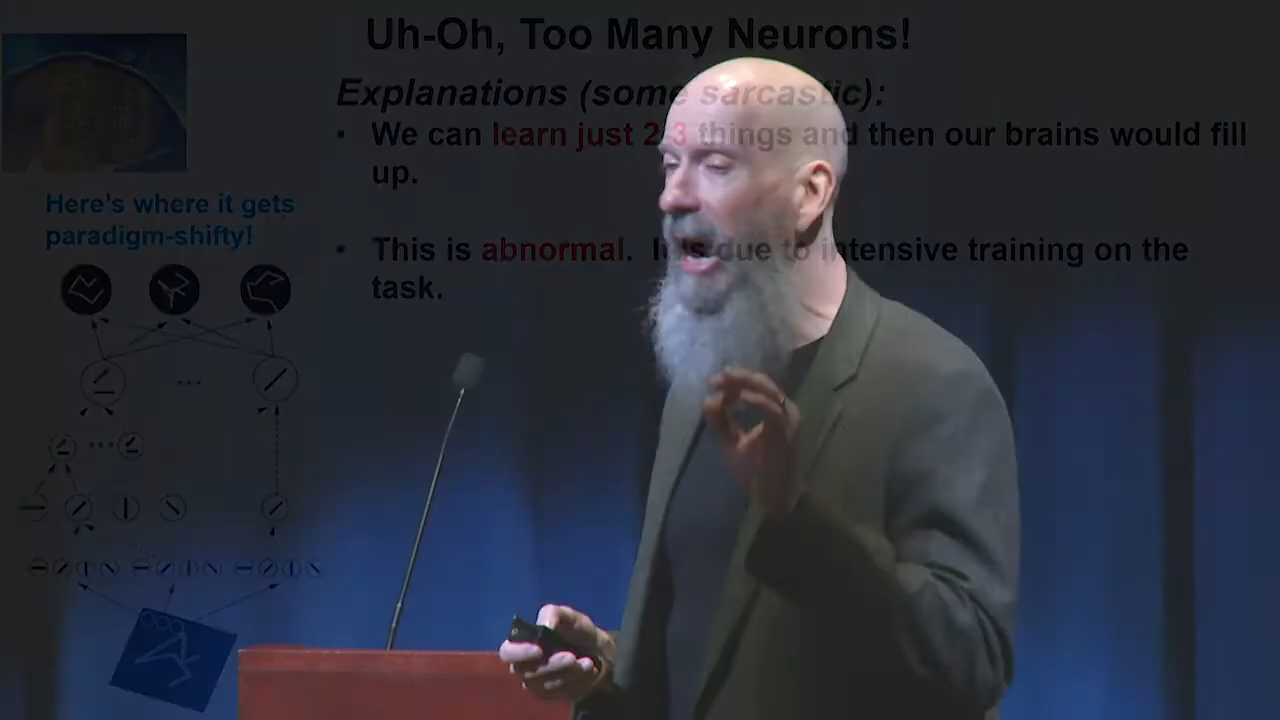 Uh-Oh, Too Many Neurons!
Explanations (some sarcastic):
• We can learn just 2-3 things and then our brains would fill
up.
Here's where it gets
paradigm-shifty!
• This is abnormal. It is due to intensive training on the
task.